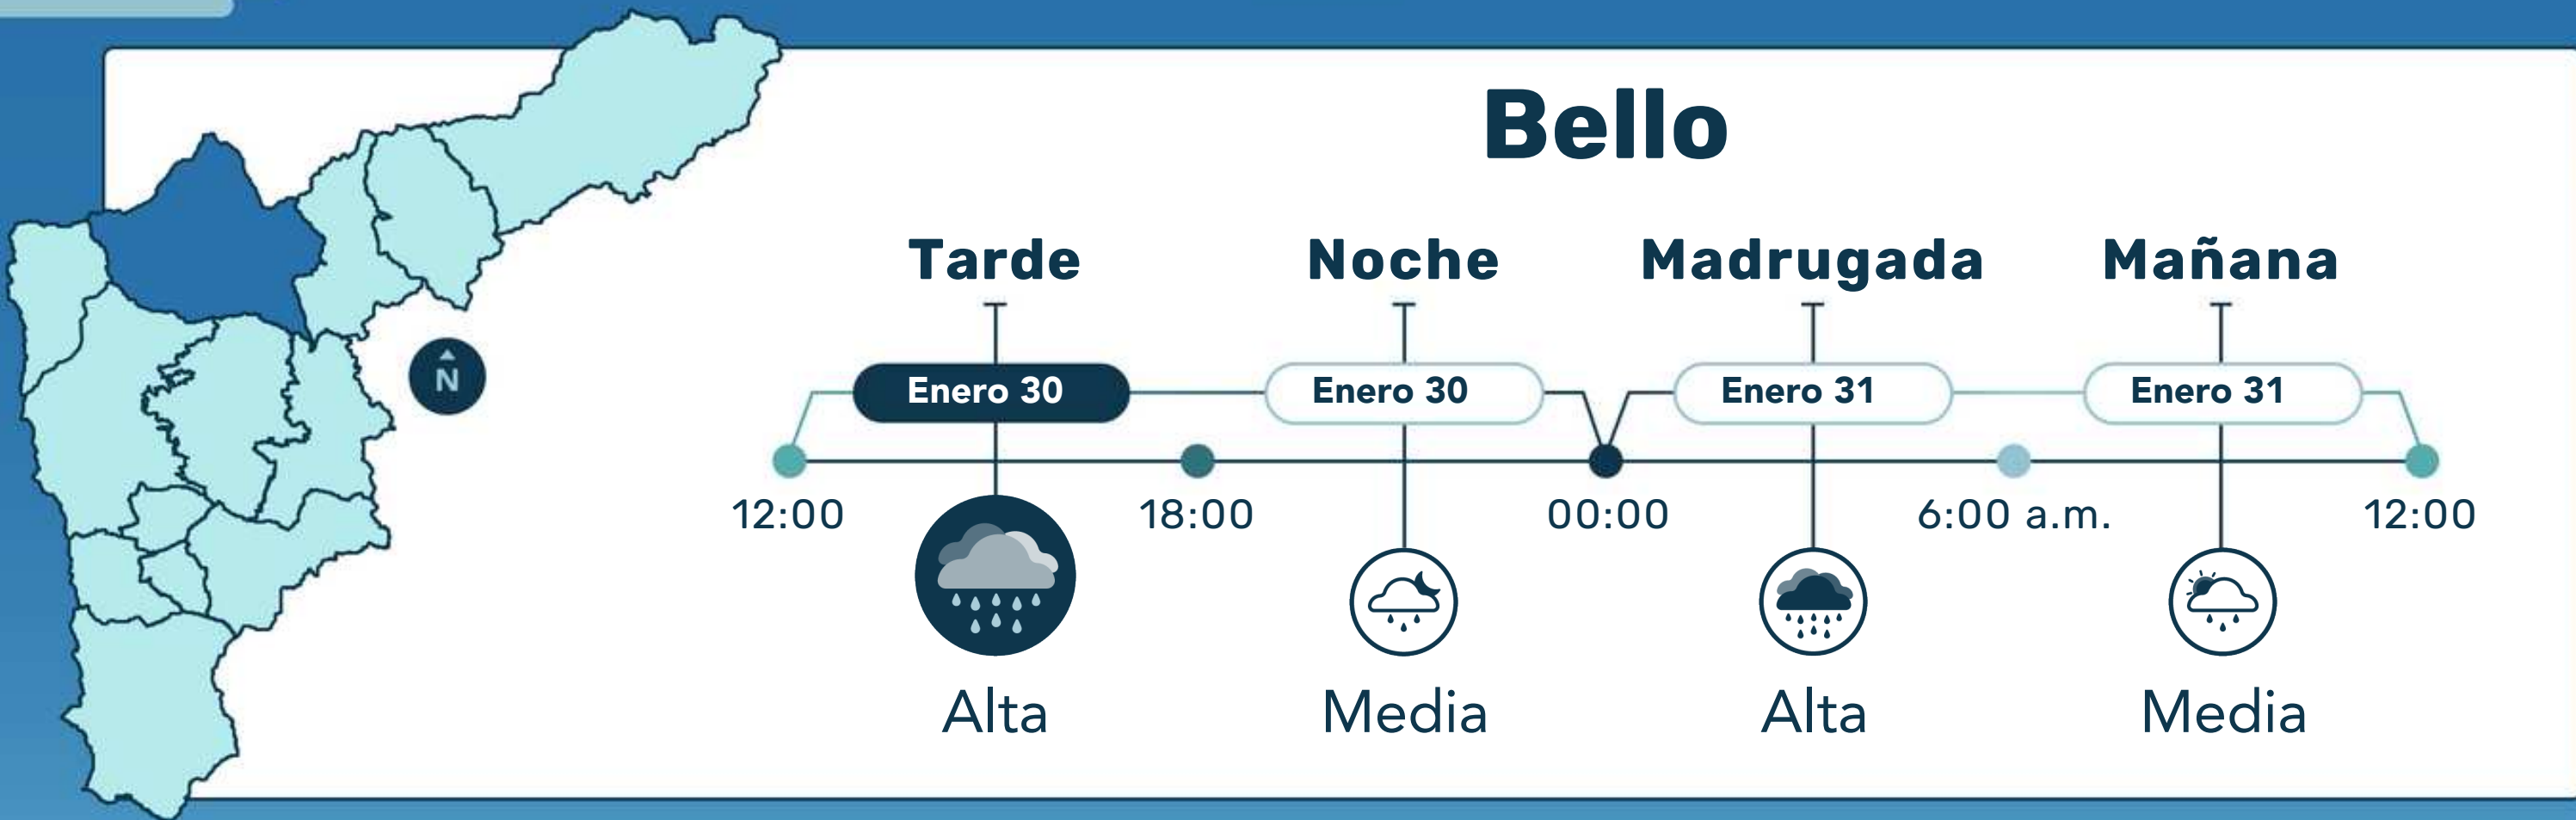 Bello
Tarde Noche Madrugada Mañana
Enero 30 Enero 30 Enero 31 Enero 31
N
12:00 18:00 00:00 6:00 a.m. 12:00
Alta Media Alta Media